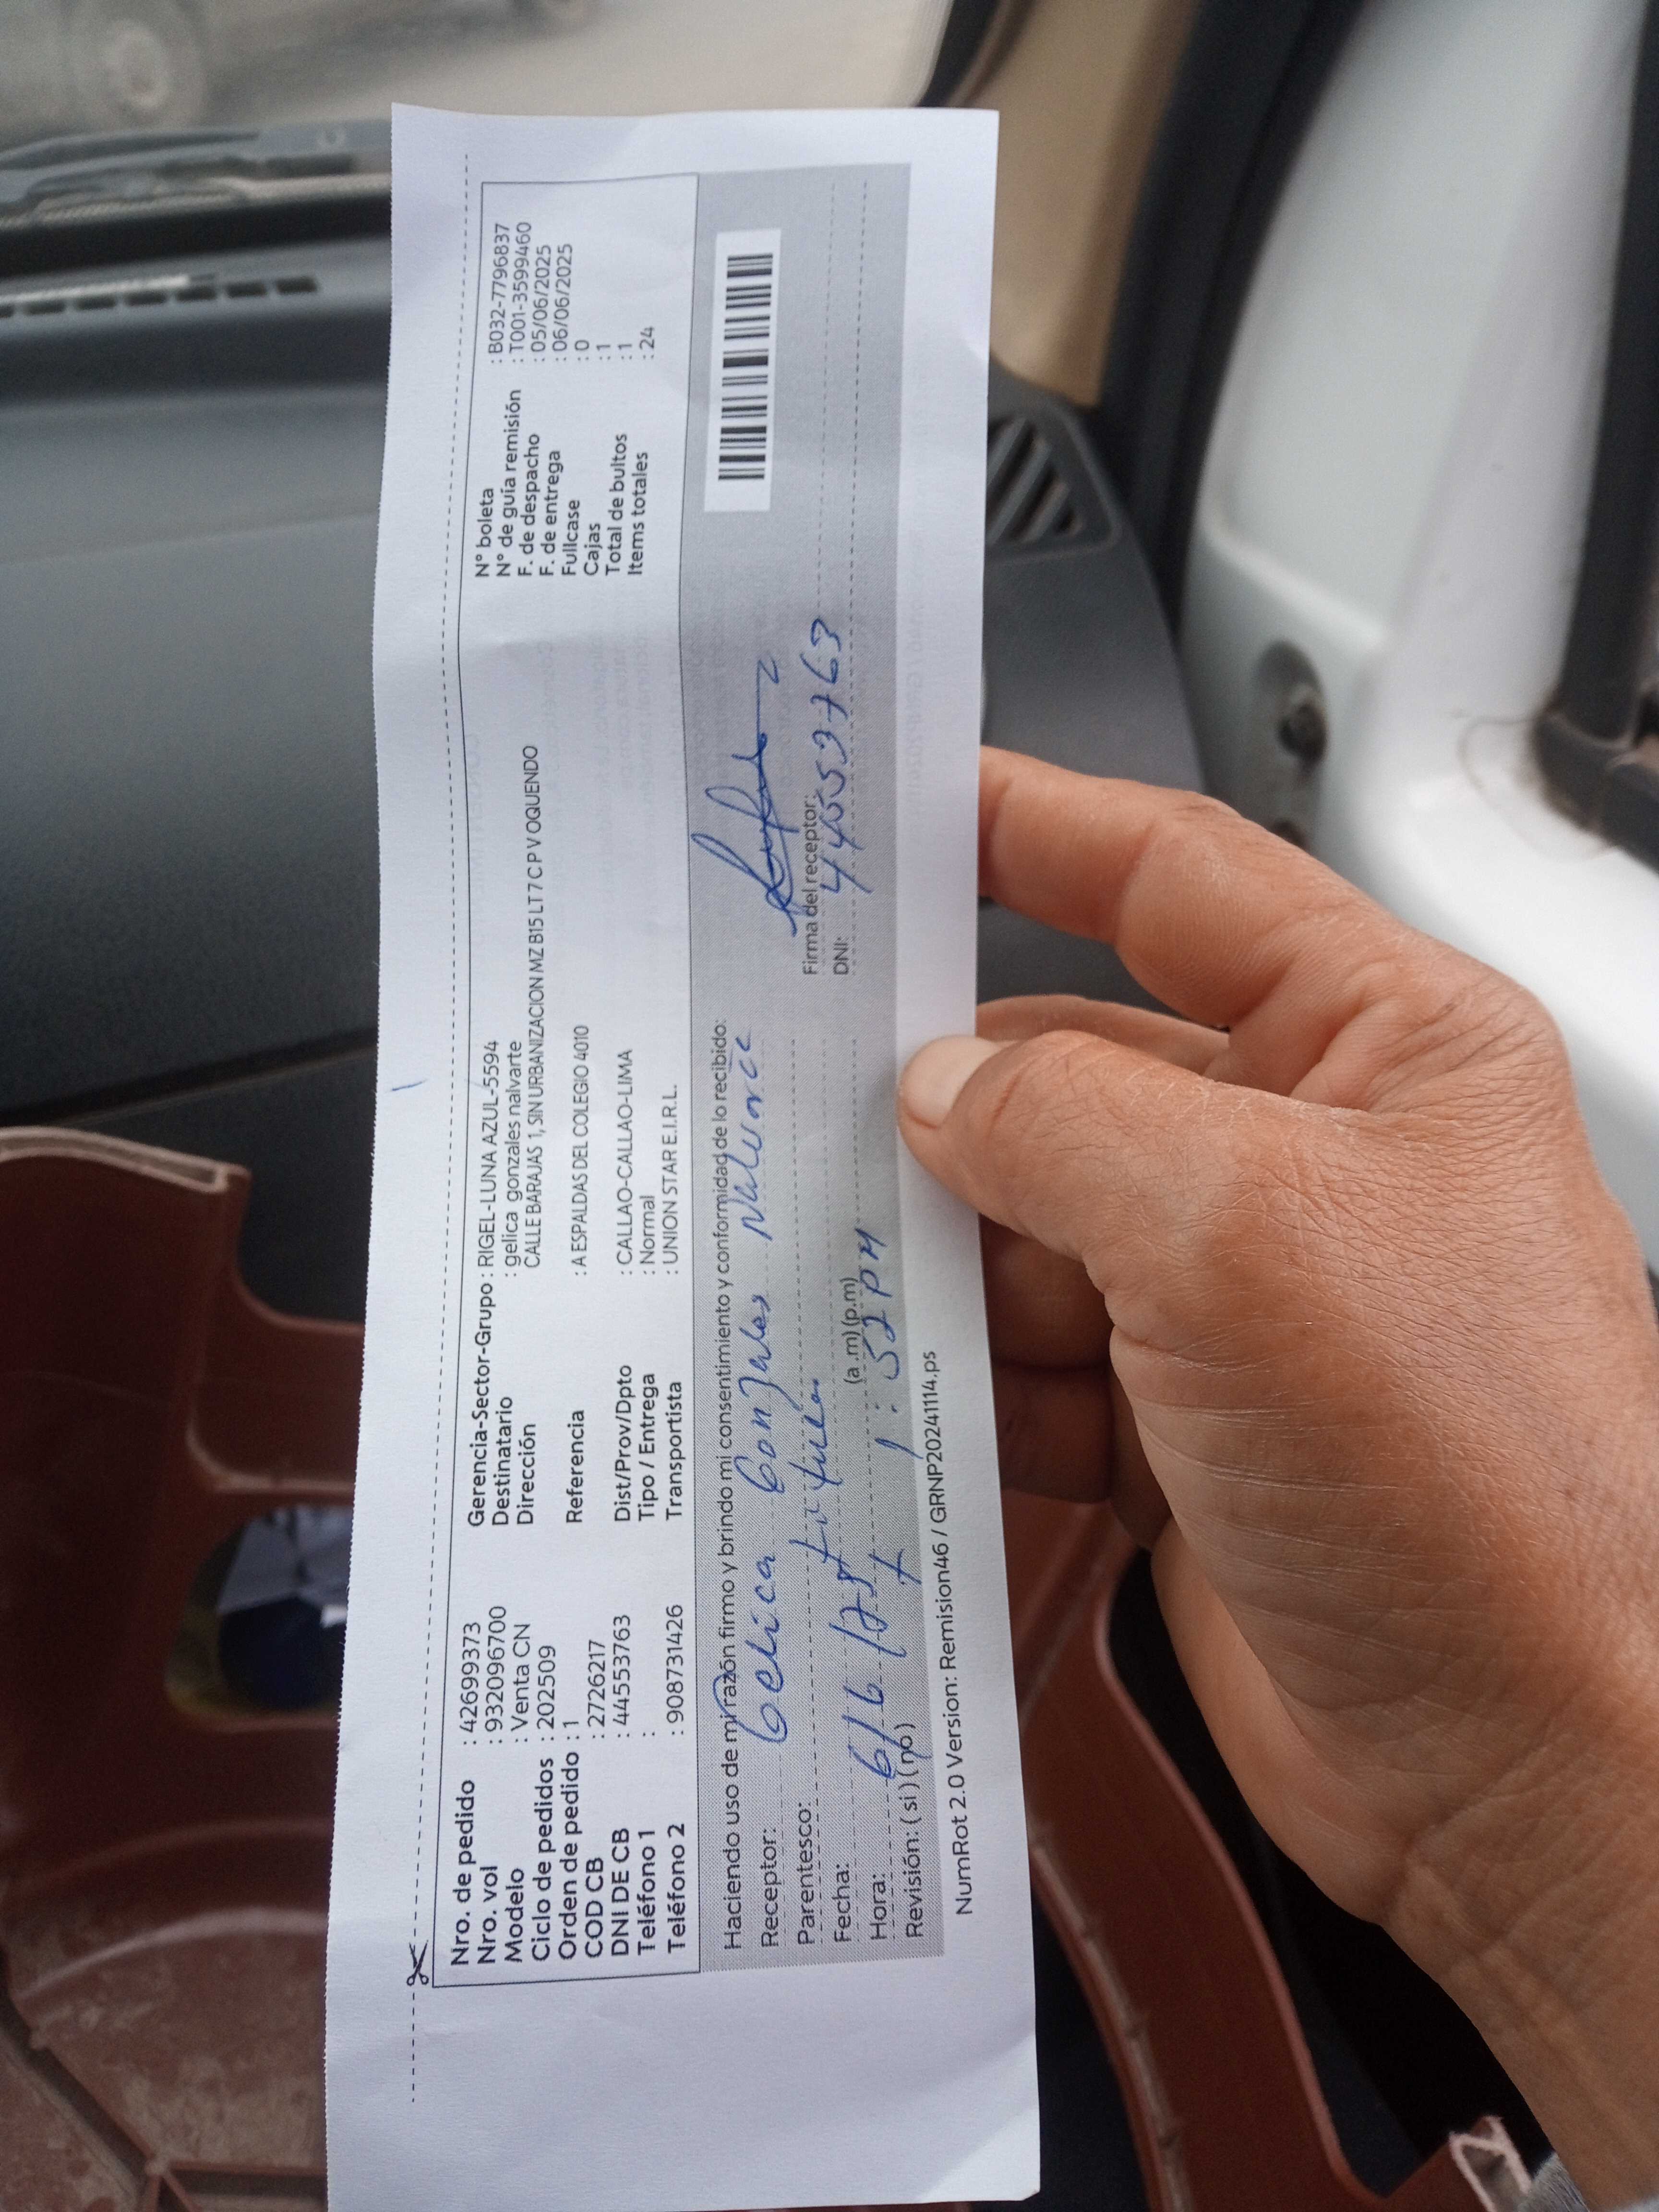 Nro. de pedido : 42699373
Nro. vol : 932096700
Modelo : Venta CN
Ciclo de pedidos : 202509
Orden de pedido : 1
COD CB : 2726217
DNI DE CB : 44553763
Teléfono 1 :
Teléfono 2 : 908731426
Gerencia-Sector-Grupo : RIGEL-LUNA AZUL-5594
Destinatario : gelica gonzales nalvarte
Dirección CALLE BARAJAS 1, SIN URBANIZACION MZ B15 LT 7 C P V OQUENDO
Referencia : A ESPALDAS DEL COLEGIO 4010
Dist/Prov/Dpto : CALLAO-CALLAO-LIMA
Tipo / Entrega : Normal
Transportista : UNION STAR E.I.R.L.
N° boleta : B032-7796837
N° de guía remisión : T001-3599460
F. de despacho : 05/06/2025
F. de entrega : 06/06/2025
Fullcase : 0
Cajas : 1
Total de bultos : 1
Items totales : 24
Haciendo uso de mi razón firmo y brindo mi consentimiento y conformidad de lo recibido:
Receptor: Gelica Gonzales
Parentesco:
Fecha: 6/6/25
Hora: (a.m) (p.m) 1:52 PM
Revisión: ( si ) ( no )
Firma del receptor:
DNI: 44553763
NumRot 2.0 Version: Remision46 / GRNP20241114.ps